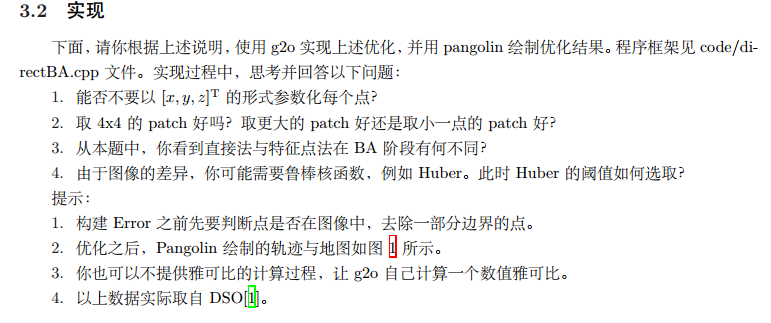 3.2 实现
下面，请你根据上述说明，使用 g2o 实现上述优化，并用 pangolin 绘制优化结果。程序框架见 code/di-
rectBA.cpp 文件。实现过程中，思考并回答以下问题：
1. 能否不要以 [x, y, z]ᵀ 的形式参数化每个点？
2. 取 4x4 的 patch 好吗？取更大的 patch 好还是取小一点的 patch 好？
3. 从本题中，你看到直接法与特征点法在 BA 阶段有何不同？
4. 由于图像的差异，你可能需要鲁棒核函数，例如 Huber。此时 Huber 的阈值如何选取？
提示：
1. 构建 Error 之前先要判断点是否在图像中，去除一部分边界的点。
2. 优化之后，Pangolin 绘制的轨迹与地图如图 1 所示。
3. 你也可以不提供雅可比的计算过程，让 g2o 自己计算一个数值雅可比。
4. 以上数据实际取自 DSO[1]。